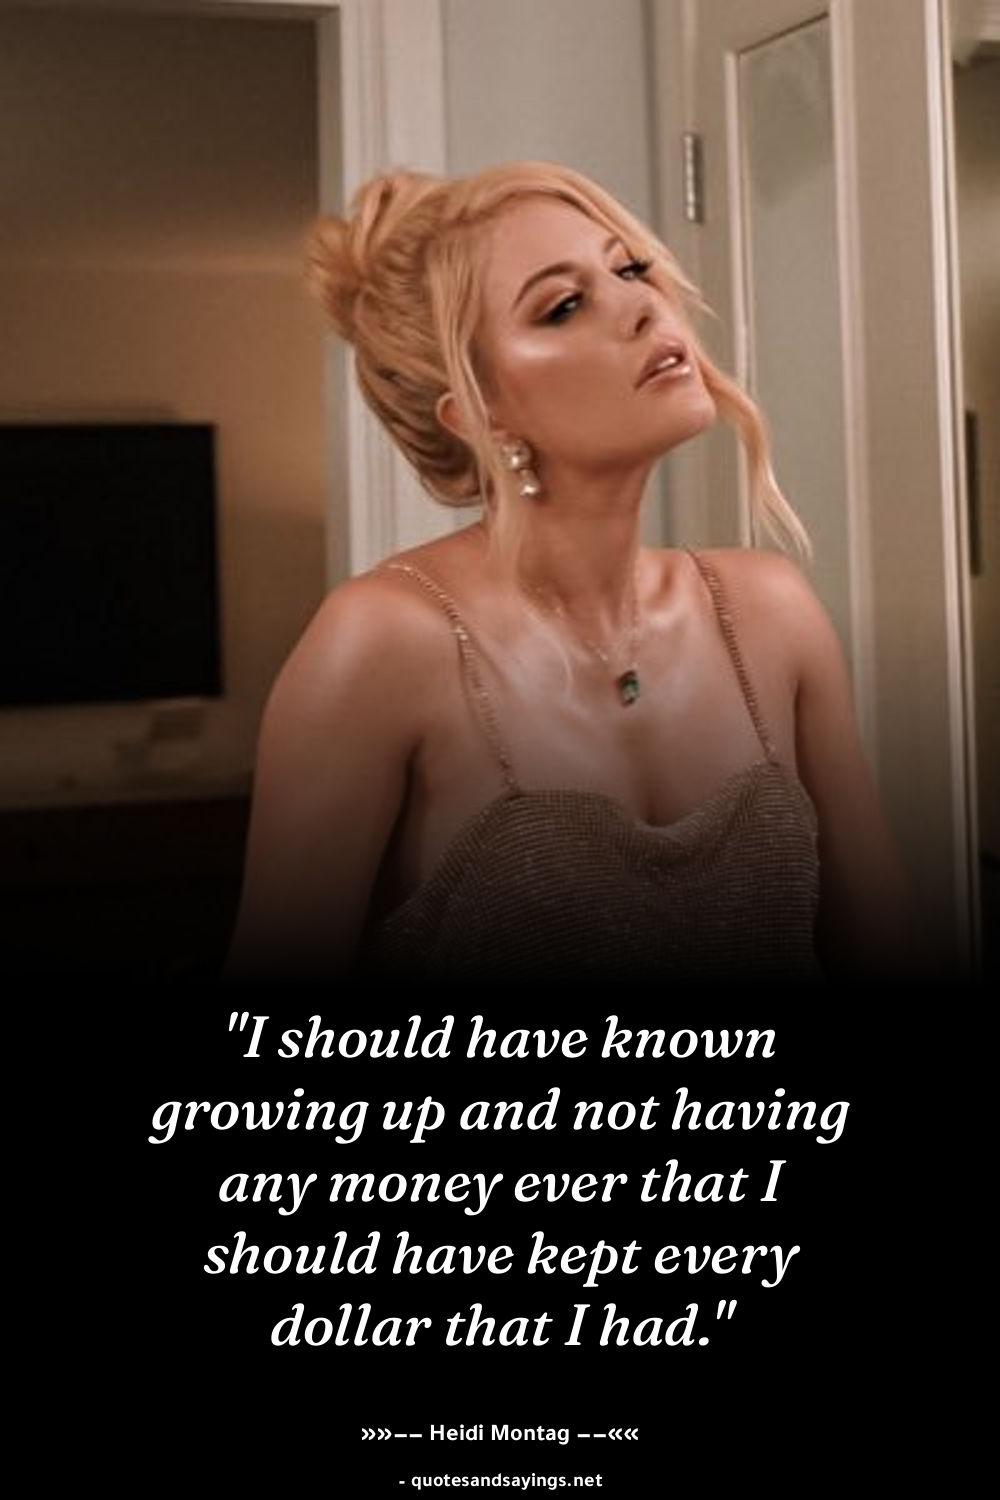 "I should have known
growing up and not having
any money ever that I
should have kept every
dollar that I had."
»»–– Heidi Montag ––««
- quotesandsayings.net